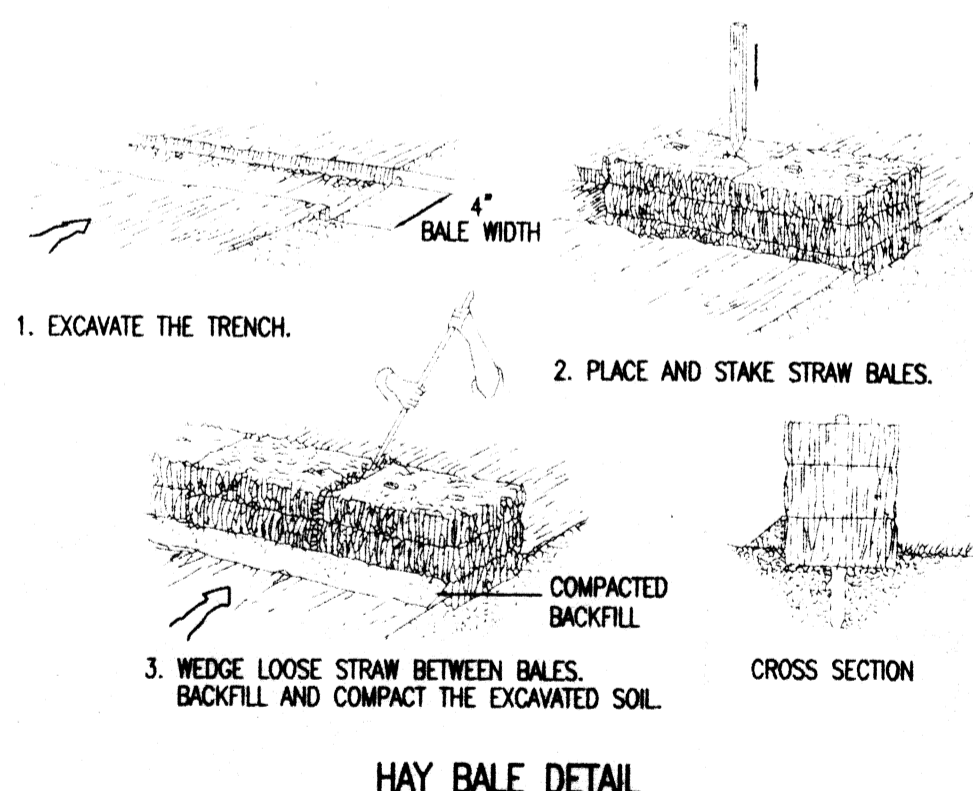 4"
BALE WIDTH
1. EXCAVATE THE TRENCH.
2. PLACE AND STAKE STRAW BALES.
COMPACTED
BACKFILL
3. WEDGE LOOSE STRAW BETWEEN BALES.
BACKFILL AND COMPACT THE EXCAVATED SOIL.
CROSS SECTION
HAY BALE DETAIL